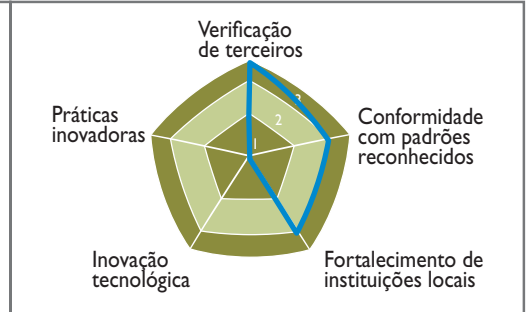 Verificação
de terceiros
Práticas
inovadoras
3
2
1
Conformidade
com padrões
reconhecidos
Inovação
tecnológica
Fortalecimento de
instituições locais